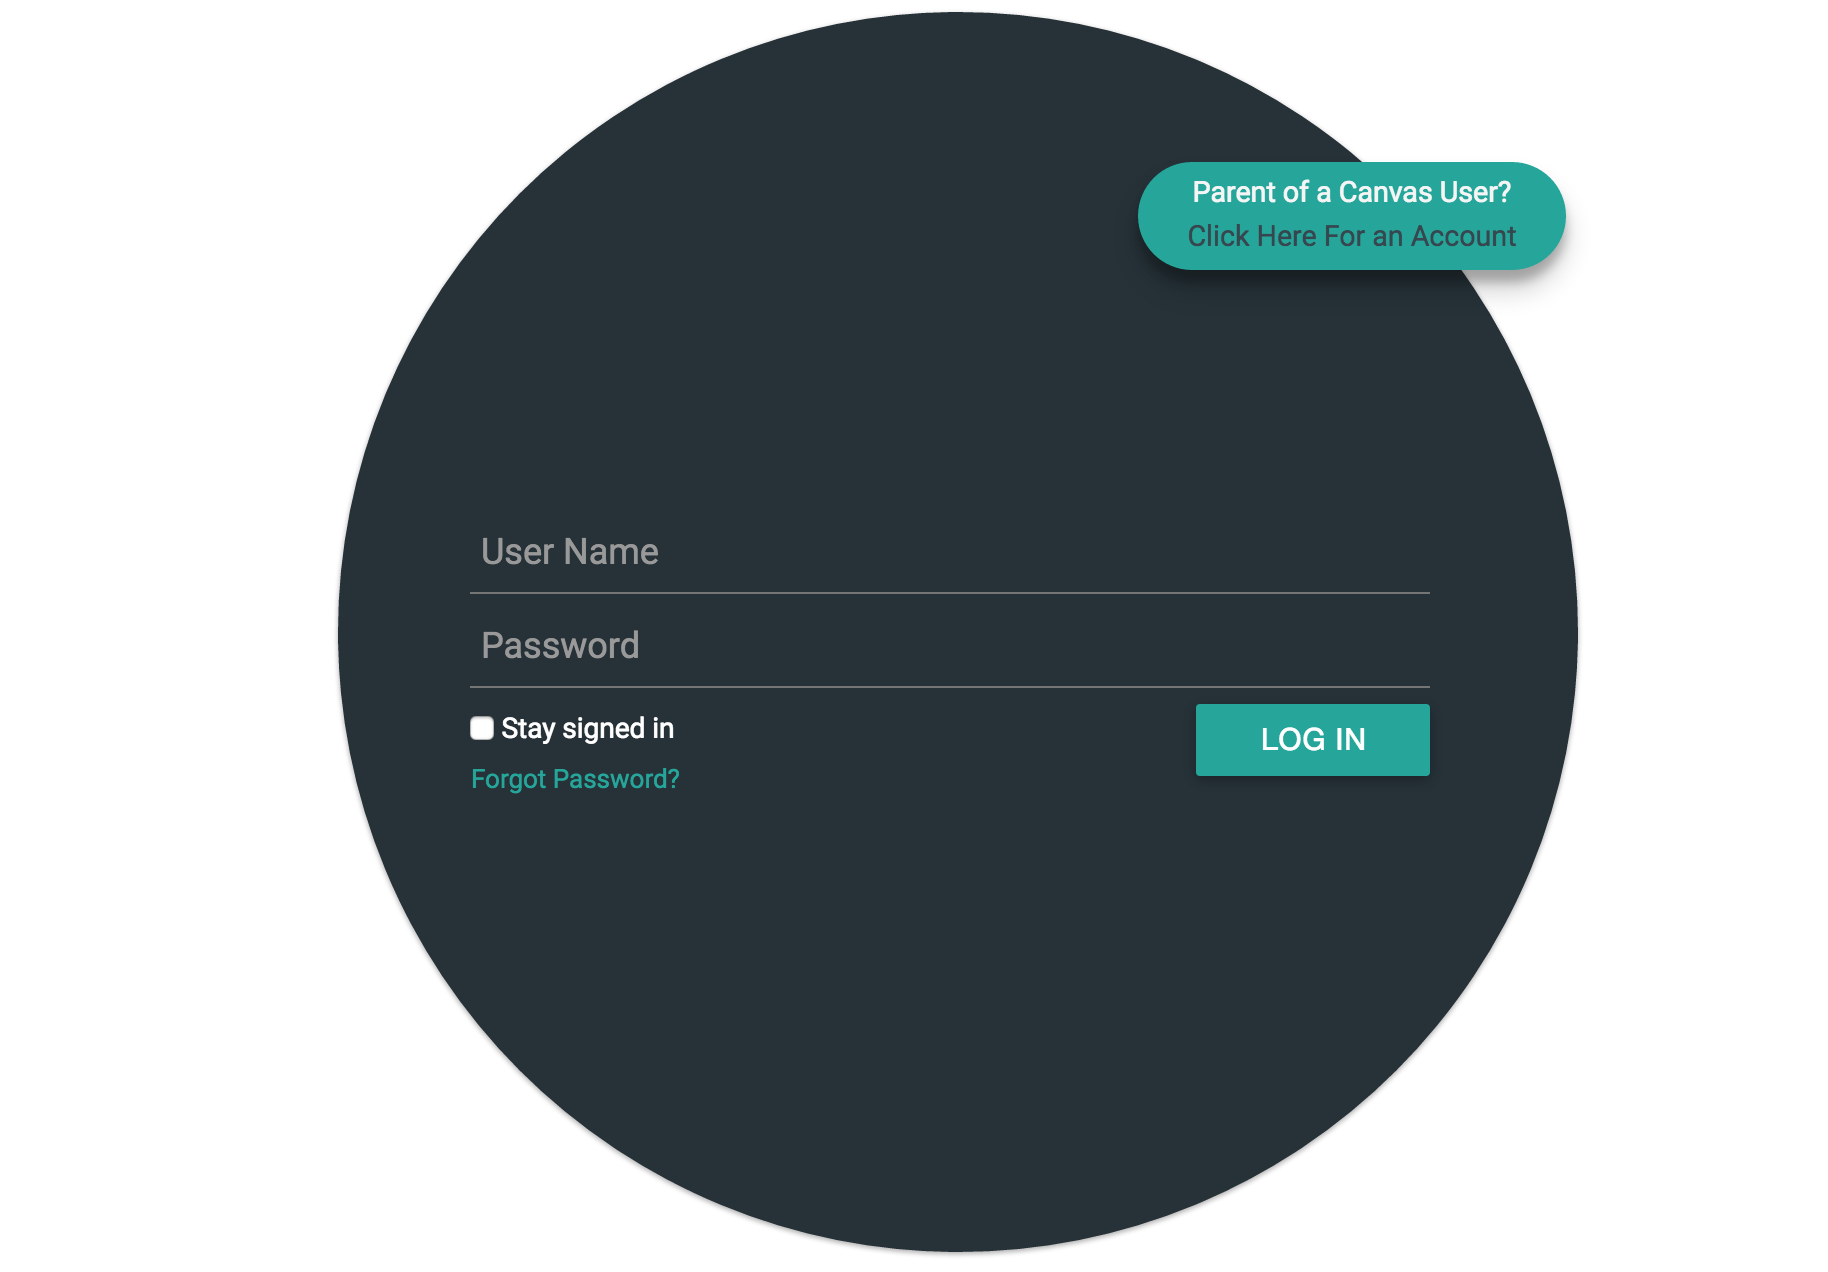 Parent of a Canvas User?
Click Here For an Account
User Name
Password
Stay signed in
LOG IN
Forgot Password?